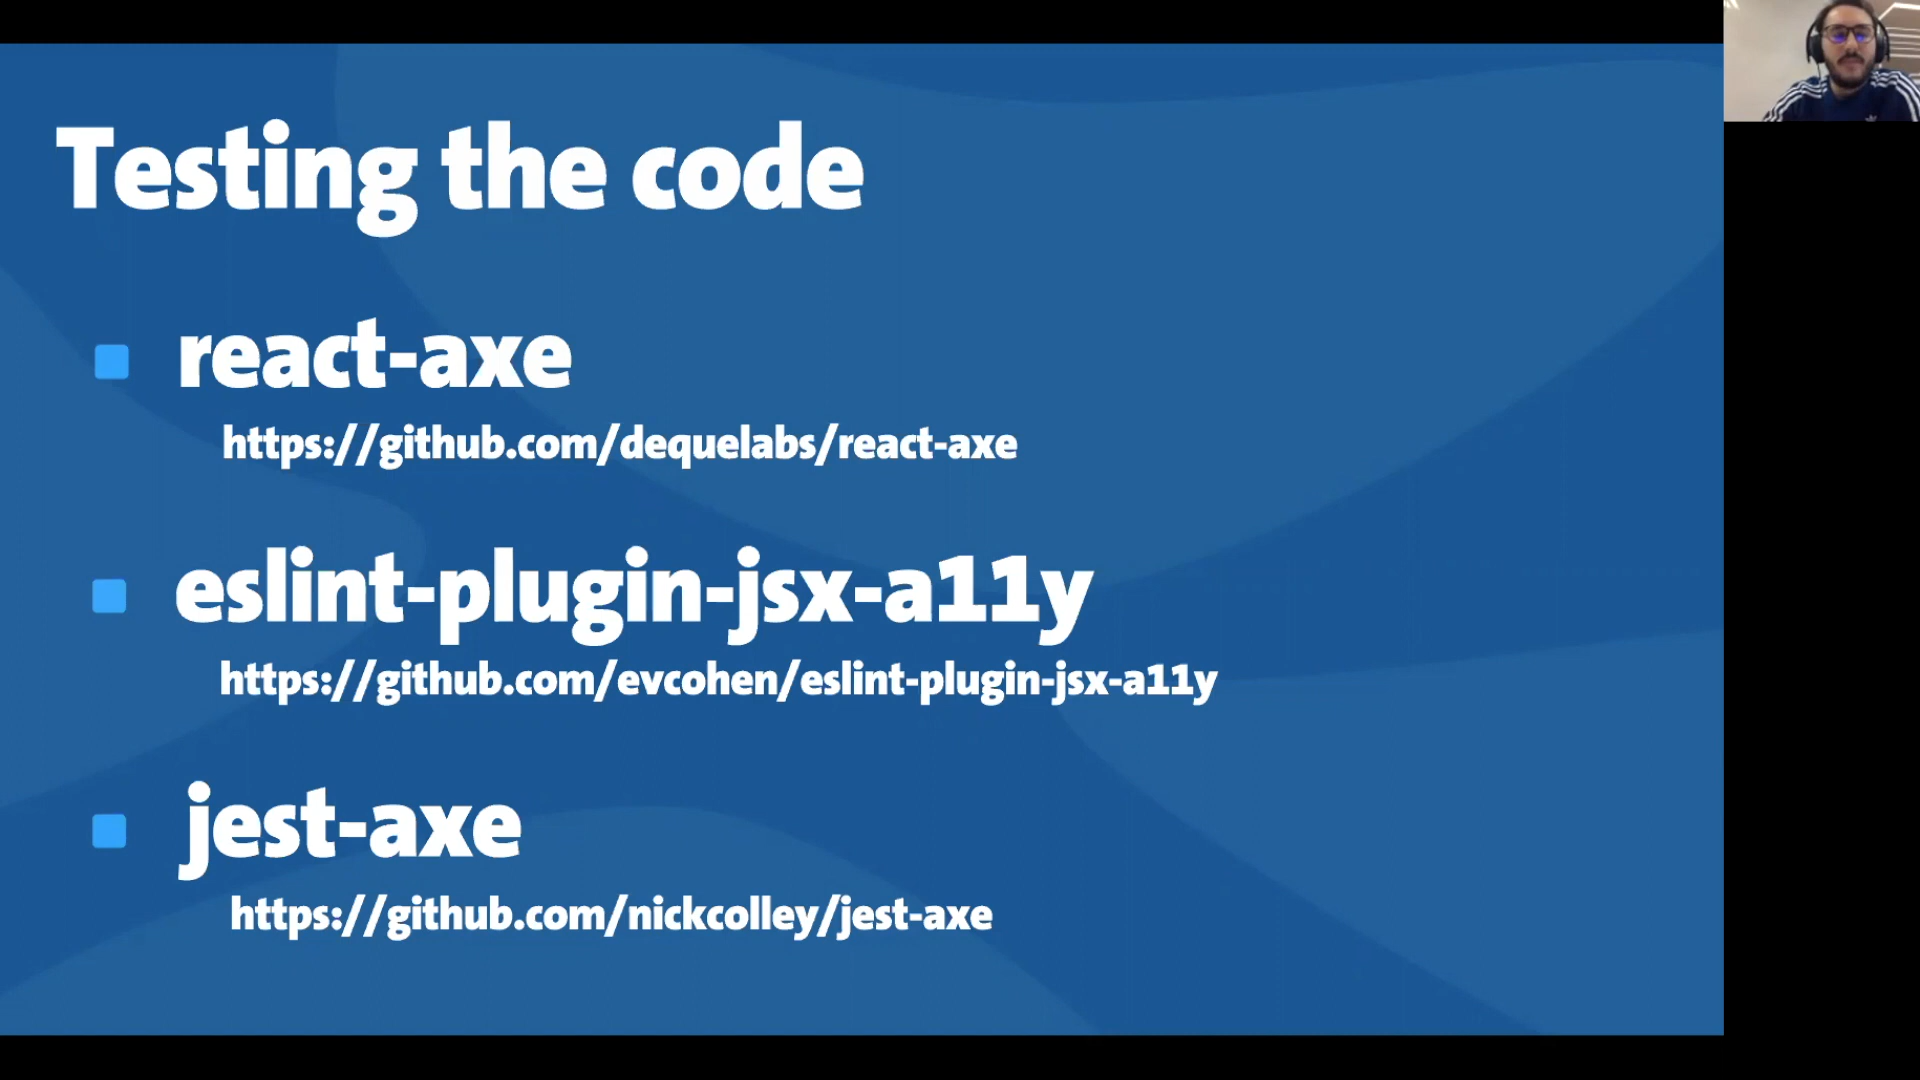 Testing the code
react-axe
https://github.com/dequelabs/react-axe
eslint-plugin-jsx-a11y
https://github.com/evcohen/eslint-plugin-jsx-a11y
jest-axe
https://github.com/nickcolley/jest-axe